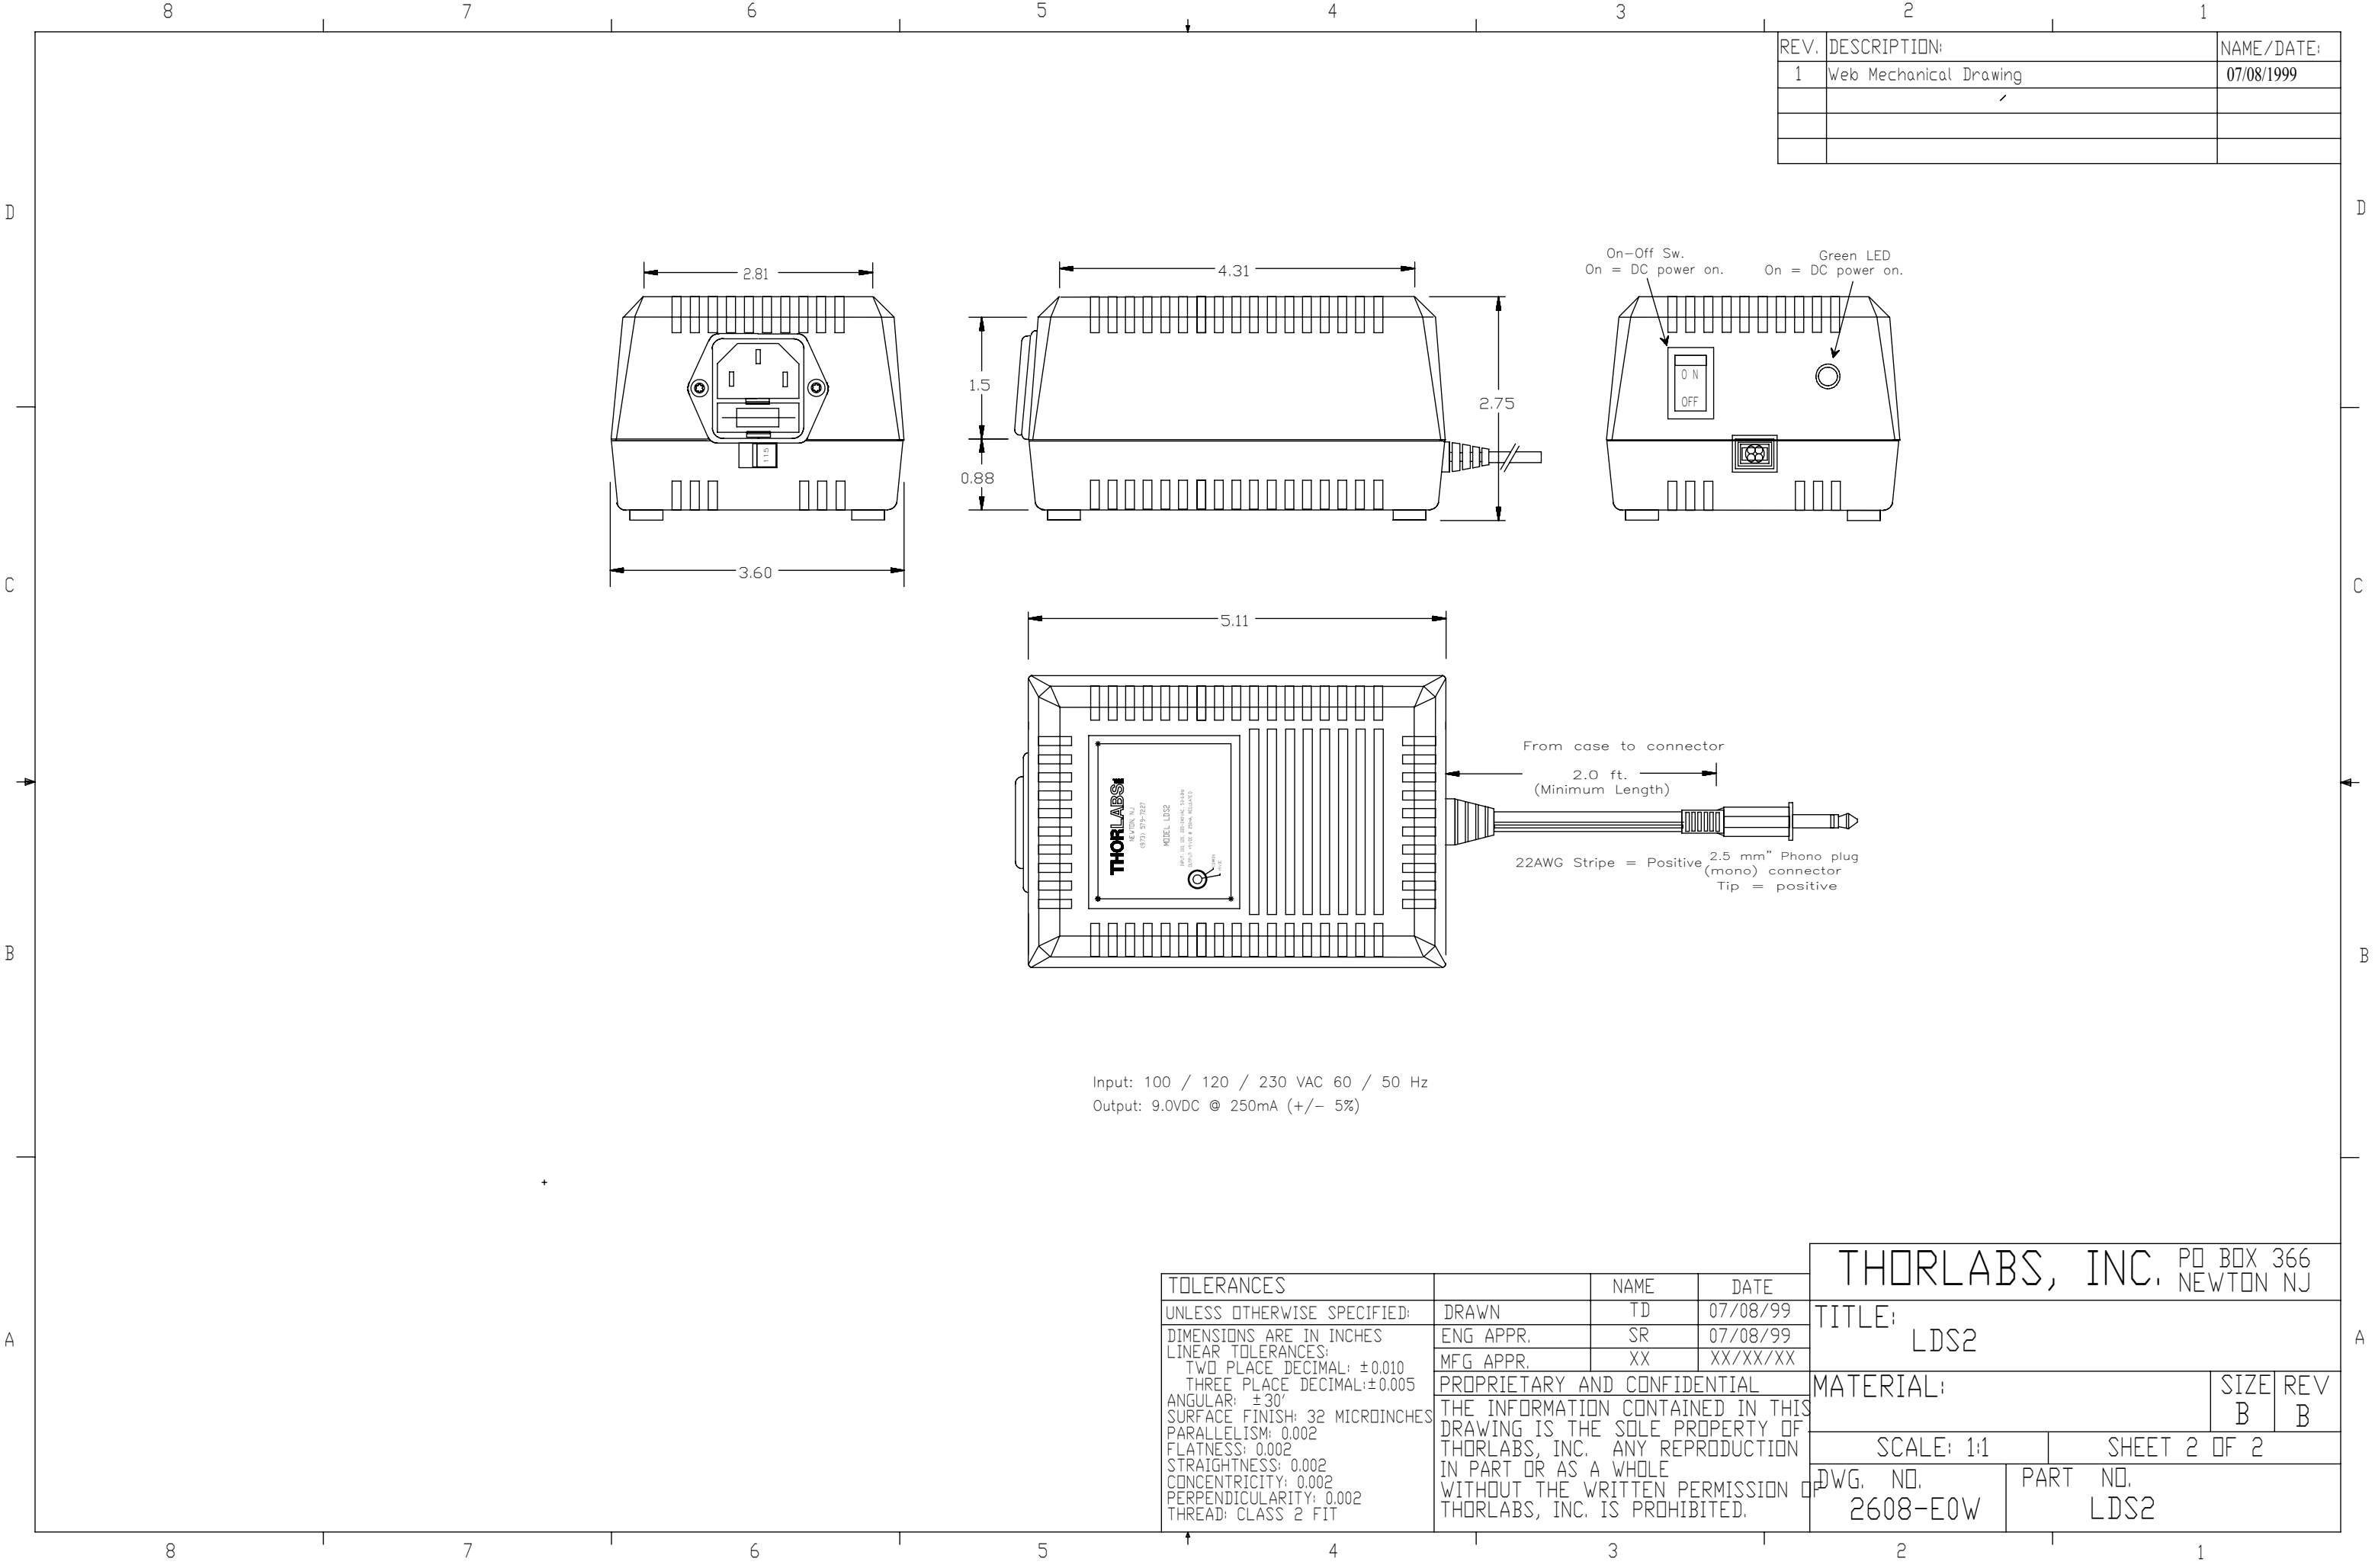 8 7 6 5 4 3 2 1
REV. DESCRIPTION: NAME/DATE:
1 Web Mechanical Drawing 07/08/1999
D D
On-Off Sw.
On = DC power on.
Green LED
On = DC power on.
2.81
4.31
ON
OFF
1.5
2.75
115
0.88
3.60
C C
5.11
From case to connector
2.0 ft.
(Minimum Length)
THORLABS
NEWTON NJ
(973) 579-7227
MODEL LDS2
22AWG Stripe = Positive
2.5 mm" Phono plug
(mono) connector
Tip = positive
B B
Input: 100 / 120 / 230 VAC 60 / 50 Hz
Output: 9.0VDC @ 250mA (+/- 5%)
A A
TOLERANCES
UNLESS OTHERWISE SPECIFIED:
DIMENSIONS ARE IN INCHES
LINEAR TOLERANCES:
TWO PLACE DECIMAL: ±0.010
THREE PLACE DECIMAL:±0.005
ANGULAR: ±30'
SURFACE FINISH: 32 MICROINCHES
PARALLELISM: 0.002
FLATNESS: 0.002
STRAIGHTNESS: 0.002
CONCENTRICITY: 0.002
PERPENDICULARITY: 0.002
THREAD: CLASS 2 FIT
NAME DATE
DRAWN TD 07/08/99
ENG APPR. SR 07/08/99
MFG APPR. XX XX/XX/XX
PROPRIETARY AND CONFIDENTIAL
THE INFORMATION CONTAINED IN THIS
DRAWING IS THE SOLE PROPERTY OF
THORLABS, INC. ANY REPRODUCTION
IN PART OR AS A WHOLE
WITHOUT THE WRITTEN PERMISSION OF
THORLABS, INC. IS PROHIBITED.
THORLABS, INC. PO BOX 366
NEWTON NJ
TITLE:
LDS2
MATERIAL:
SIZE REV
B B
SCALE: 1:1 SHEET 2 OF 2
DWG. NO. PART NO.
2608-E0W LDS2
8 7 6 5 4 3 2 1